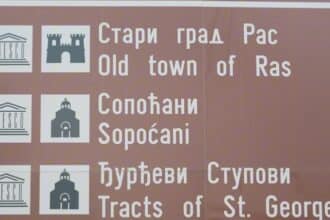 Стари град Рас
Old town of Ras
Сопоћани
Sopoćani
Ђурђеви Ступови
Tracts of St. George